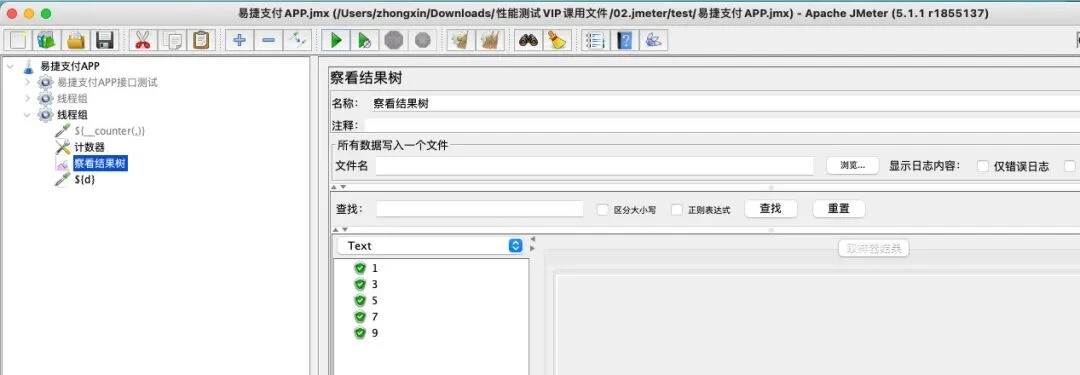 易捷支付APP.jmx (/Users/zhongxin/Downloads/性能测试VIP课用文件/02.jmeter/test/易捷支付APP.jmx) - Apache JMeter (5.1.1 r1855137)
易捷支付APP
易捷支付APP接口测试
线程组
线程组
${__counter(,)}
计数器
察看结果树
${d}
察看结果树
名称: 察看结果树
注释:
所有数据写入一个文件
文件名 浏览... 显示日志内容: 仅错误日志
查找: 区分大小写 正则表达式 查找 重置
Text
取样器结果
1
3
5
7
9